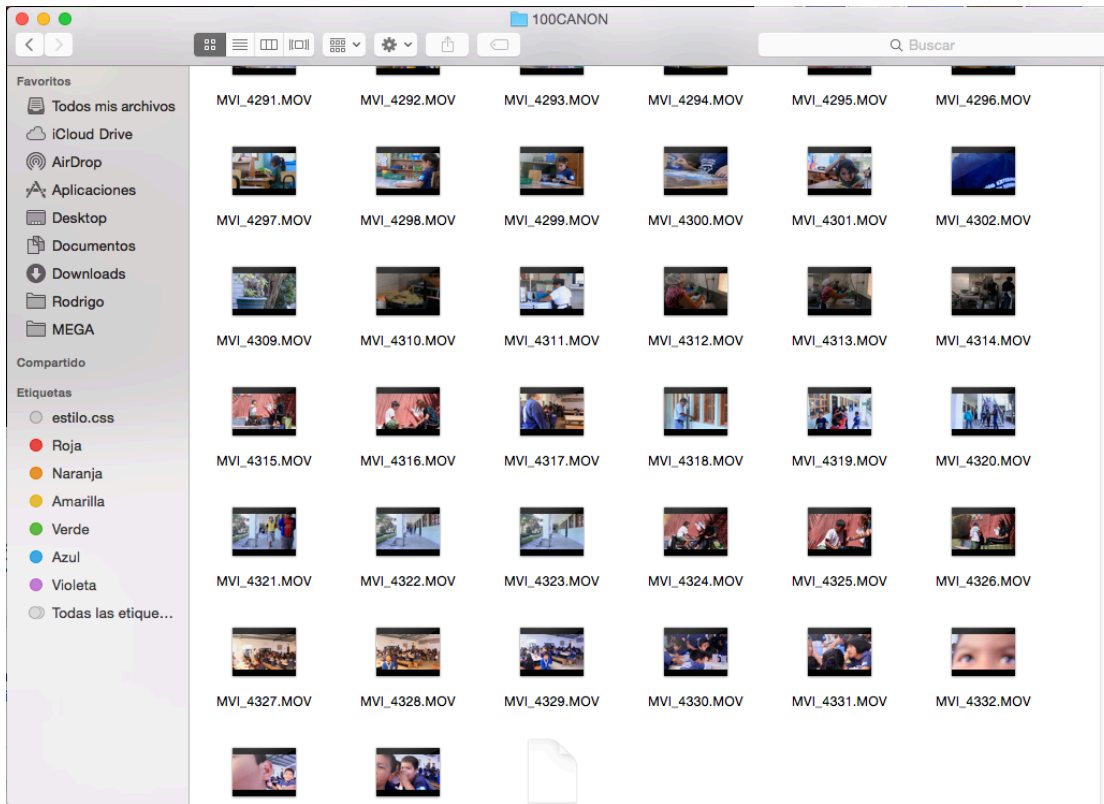 100CANON
Buscar
Favoritos
Todos mis archivos
iCloud Drive
AirDrop
Aplicaciones
Desktop
Documentos
Downloads
Rodrigo
MEGA
Compartido
Etiquetas
estilo.css
Roja
Naranja
Amarilla
Verde
Azul
Violeta
Todas las etique...
MVI_4291.MOV MVI_4292.MOV MVI_4293.MOV MVI_4294.MOV MVI_4295.MOV MVI_4296.MOV
MVI_4297.MOV MVI_4298.MOV MVI_4299.MOV MVI_4300.MOV MVI_4301.MOV MVI_4302.MOV
MVI_4309.MOV MVI_4310.MOV MVI_4311.MOV MVI_4312.MOV MVI_4313.MOV MVI_4314.MOV
MVI_4315.MOV MVI_4316.MOV MVI_4317.MOV MVI_4318.MOV MVI_4319.MOV MVI_4320.MOV
MVI_4321.MOV MVI_4322.MOV MVI_4323.MOV MVI_4324.MOV MVI_4325.MOV MVI_4326.MOV
MVI_4327.MOV MVI_4328.MOV MVI_4329.MOV MVI_4330.MOV MVI_4331.MOV MVI_4332.MOV